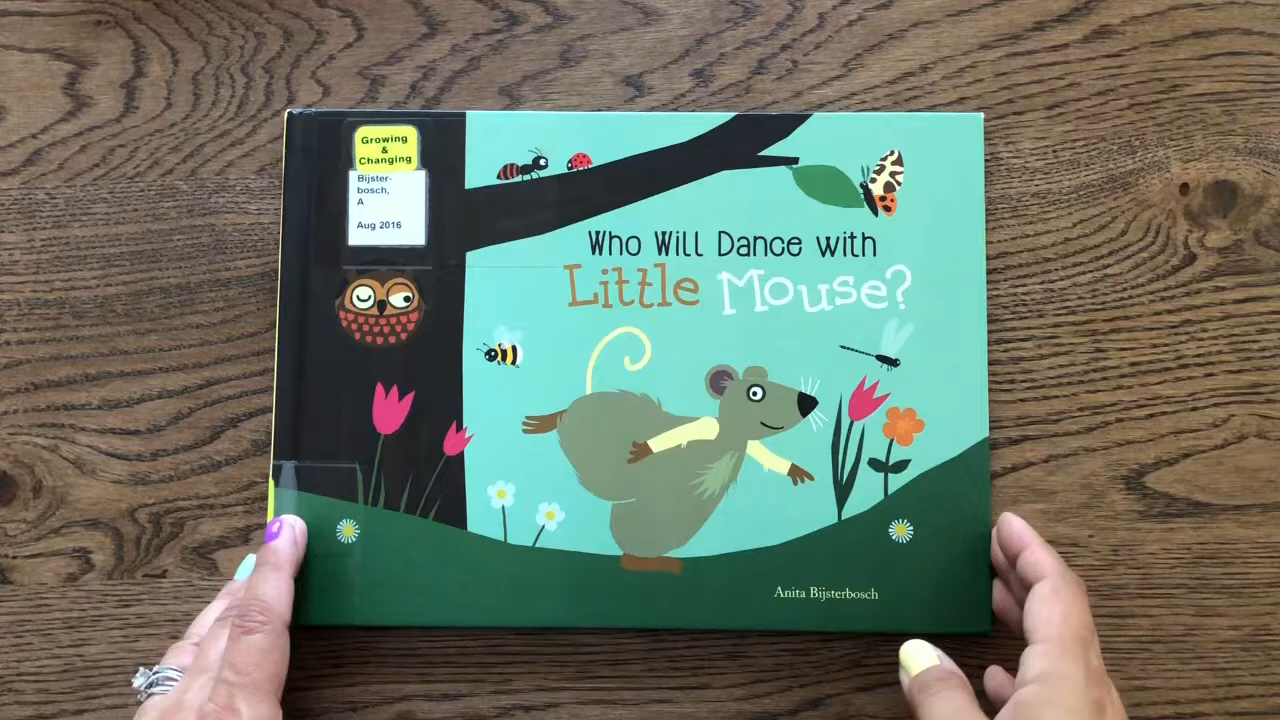 Growing
&
Changing
Bijster-
bosch,
A
Aug 2016
Who Will Dance with
Little Mouse?
Anita Bijsterbosch